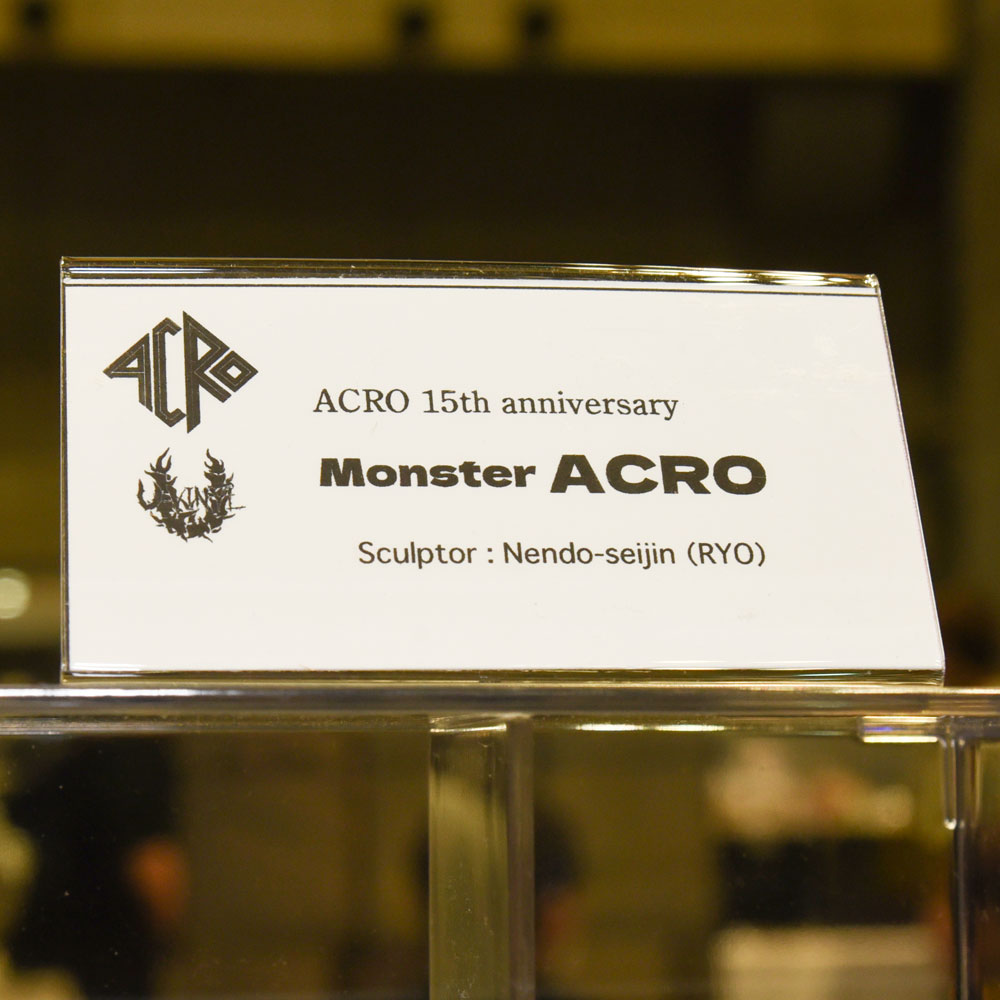 ACRO
ACRO 15th anniversary
Monster ACRO
Sculptor : Nendo-seijin (RYO)